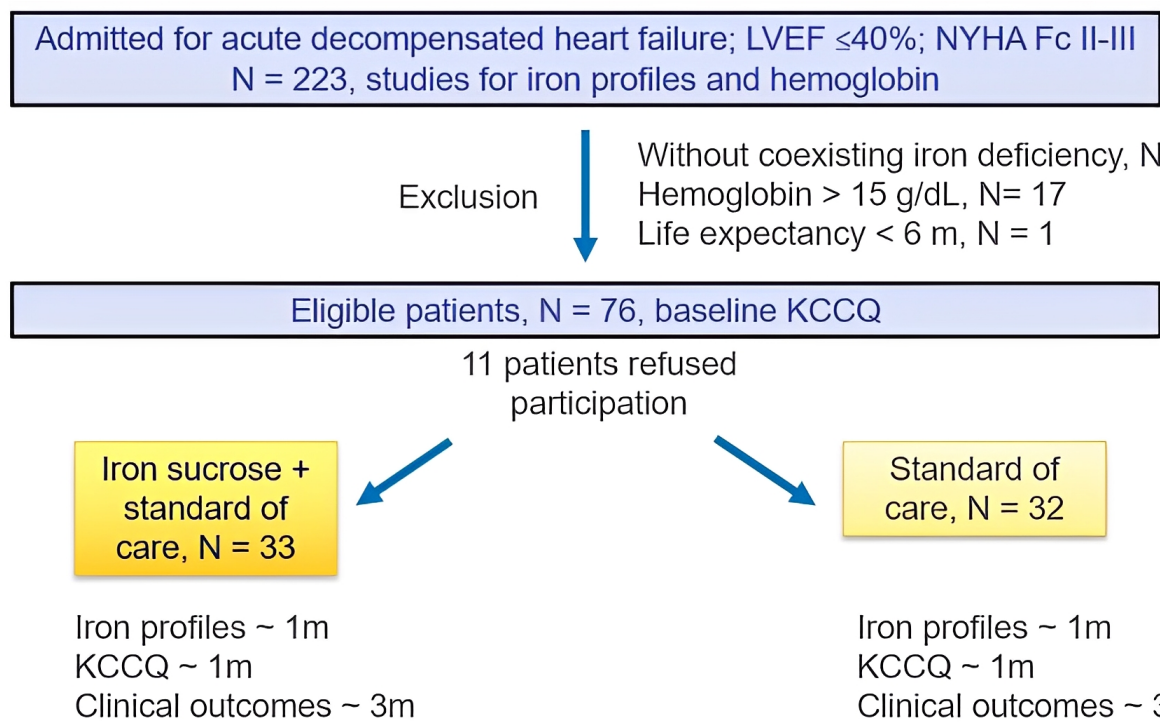 Admitted for acute decompensated heart failure; LVEF ≤40%; NYHA Fc II-III
N = 223, studies for iron profiles and hemoglobin
Exclusion
Without coexisting iron deficiency, N
Hemoglobin > 15 g/dL, N= 17
Life expectancy < 6 m, N = 1
Eligible patients, N = 76, baseline KCCQ
11 patients refused
participation
Iron sucrose +
standard of
care, N = 33
Standard of
care, N = 32
Iron profiles ~ 1m
KCCQ ~ 1m
Clinical outcomes ~ 3m
Iron profiles ~ 1m
KCCQ ~ 1m
Clinical outcomes ~